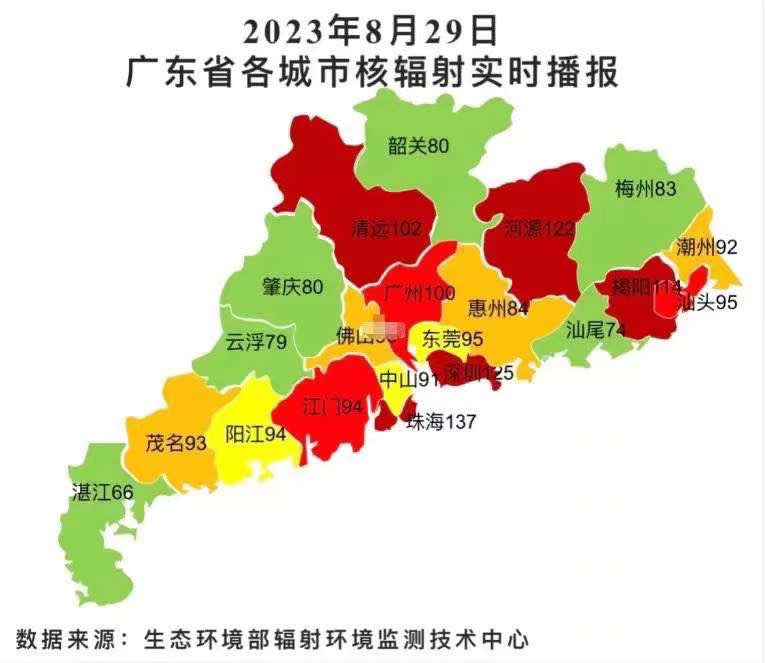 2023年8月29日
广东省各城市核辐射实时播报
韶关80
梅州83
清远102
河源122
潮州92
肇庆80
广州100
揭阳114
汕头95
惠州84
佛山
东莞95
汕尾74
云浮79
中山91
深圳125
江门94
珠海137
阳江94
茂名93
湛江66
数据来源：生态环境部辐射环境监测技术中心